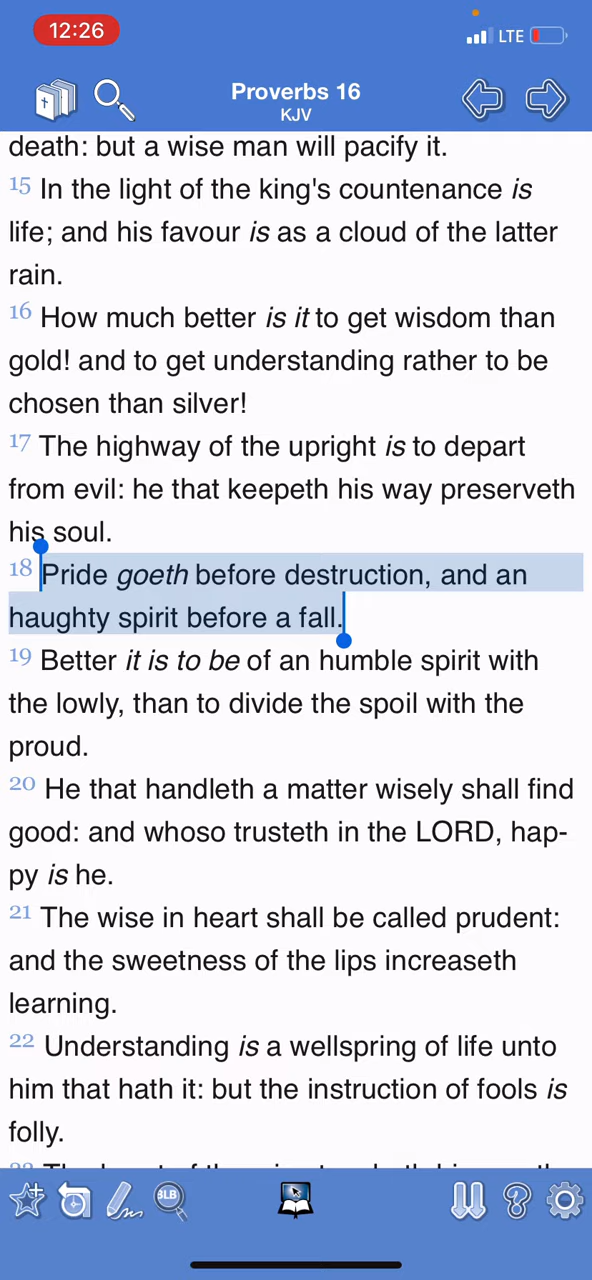 12:26
LTE
Proverbs 16
KJV
death: but a wise man will pacify it.
15 In the light of the king's countenance is
life; and his favour is as a cloud of the latter
rain.
16 How much better is it to get wisdom than
gold! and to get understanding rather to be
chosen than silver!
17 The highway of the upright is to depart
from evil: he that keepeth his way preserveth
his soul.
18 Pride goeth before destruction, and an
haughty spirit before a fall.
19 Better it is to be of an humble spirit with
the lowly, than to divide the spoil with the
proud.
20 He that handleth a matter wisely shall find
good: and whoso trusteth in the LORD, hap-
py is he.
21 The wise in heart shall be called prudent:
and the sweetness of the lips increaseth
learning.
22 Understanding is a wellspring of life unto
him that hath it: but the instruction of fools is
folly.
BLB